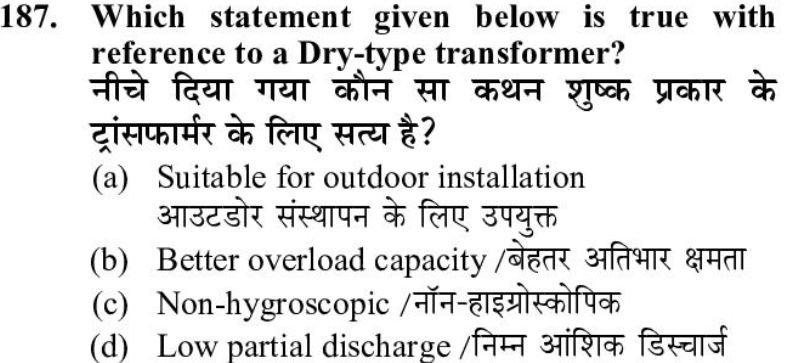 187. Which statement given below is true with
reference to a Dry-type transformer?
नीचे दिया गया कौन सा कथन शुष्क प्रकार के
ट्रांसफार्मर के लिए सत्य है?
(a) Suitable for outdoor installation
आउटडोर संस्थापन के लिए उपयुक्त
(b) Better overload capacity /बेहतर अतिभार क्षमता
(c) Non-hygroscopic /नॉन-हाइग्रोस्कोपिक
(d) Low partial discharge /निम्न आंशिक डिस्चार्ज